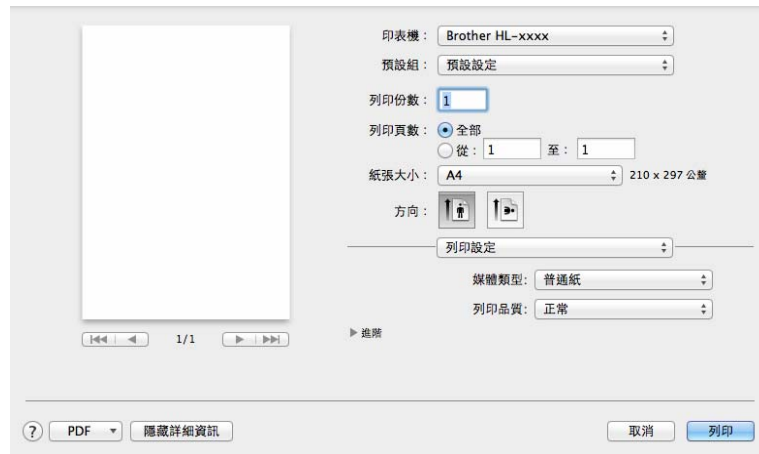 印表機： Brother HL-xxxx
預設組： 預設設定
列印份數： 1
列印頁數： 全部
從： 1 至： 1
紙張大小： A4 210 x 297 公釐
方向：
列印設定
媒體類型: 普通紙
列印品質: 正常
1/1
進階
? PDF 隱藏詳細資訊 取消 列印